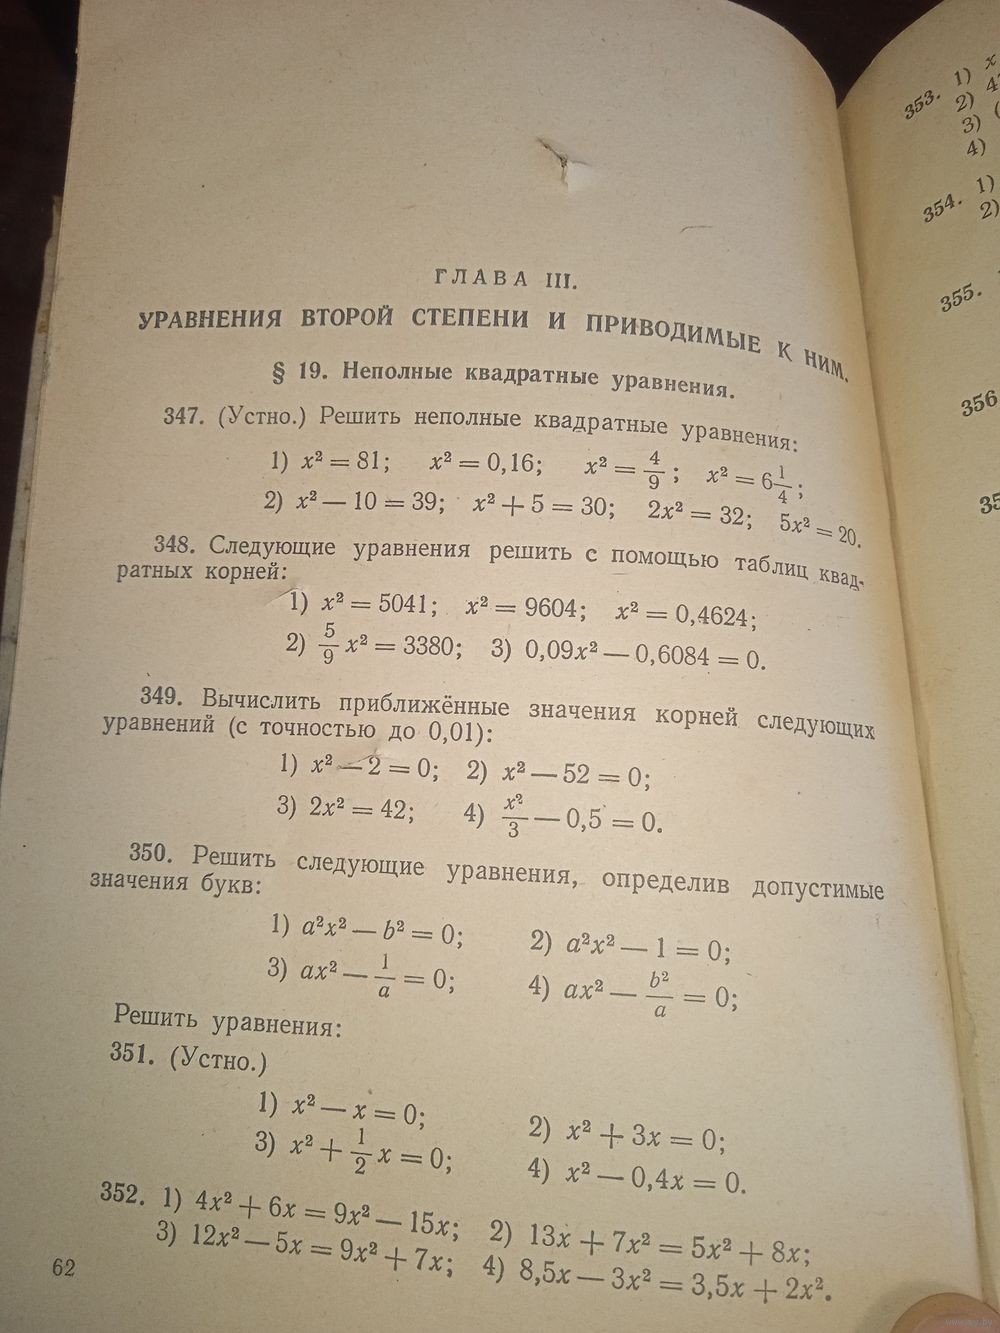 ГЛАВА III.
УРАВНЕНИЯ ВТОРОЙ СТЕПЕНИ И ПРИВОДИМЫЕ К НИМ.
§ 19. Неполные квадратные уравнения.
347. (Устно.) Решить неполные квадратные уравнения:
1) x² = 81; x² = 0,16; x² = 4/9; x² = 6 1/4;
2) x² — 10 = 39; x² + 5 = 30; 2x² = 32; 5x² = 20.
348. Следующие уравнения решить с помощью таблиц квад-
ратных корней:
1) x² = 5041; x² = 9604; x² = 0,4624;
2) 5/9 x² = 3380; 3) 0,09x² — 0,6084 = 0.
349. Вычислить приближённые значения корней следующих
уравнений (с точностью до 0,01):
1) x² — 2 = 0; 2) x² — 52 = 0;
3) 2x² = 42; 4) x²/3 — 0,5 = 0.
350. Решить следующие уравнения, определив допустимые
значения букв:
1) a²x² — b² = 0; 2) a²x² — 1 = 0;
3) ax² — 1/a = 0; 4) ax² — b²/a = 0;
Решить уравнения:
351. (Устно.)
1) x² — x = 0; 2) x² + 3x = 0;
3) x² + 1/2 x = 0; 4) x² — 0,4x = 0.
352. 1) 4x² + 6x = 9x² — 15x; 2) 13x + 7x² = 5x² + 8x;
3) 12x² — 5x = 9x² + 7x; 4) 8,5x — 3x² = 3,5x + 2x².
62
353. 1) x
2)
3) (
4)
354. 1)
2)
355.
356